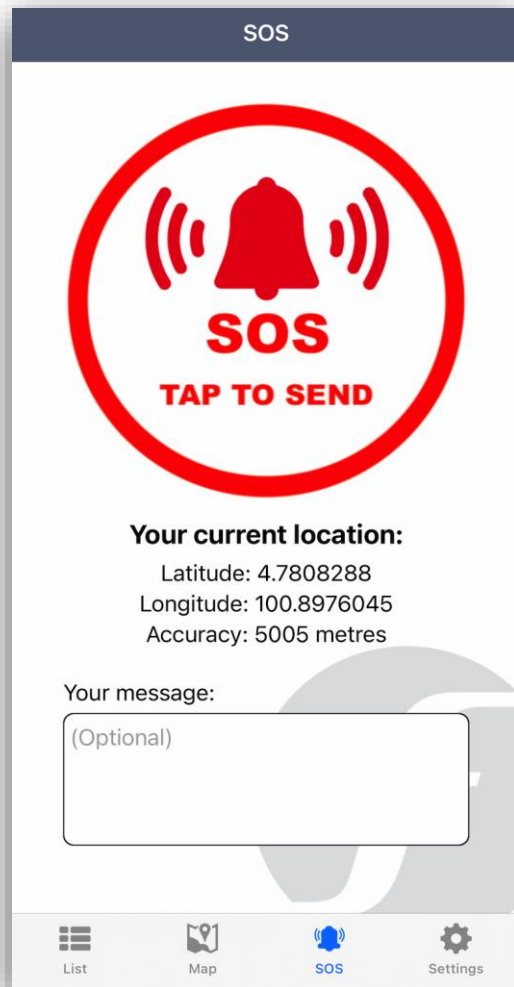 SOS
SOS
TAP TO SEND
Your current location:
Latitude: 4.7808288
Longitude: 100.8976045
Accuracy: 5005 metres
Your message:
(Optional)
List Map SOS Settings